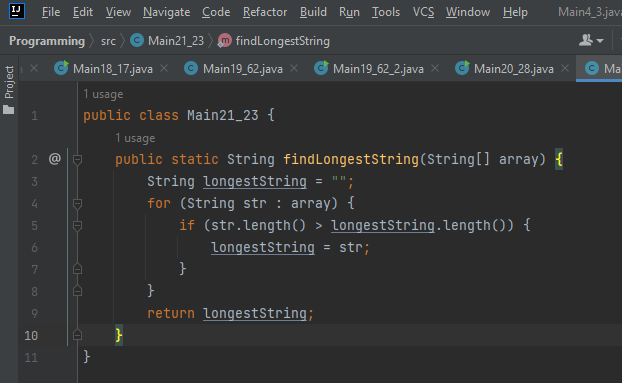 IJ File Edit View Navigate Code Refactor Build Run Tools VCS Window Help Main4_3.java
Programming src Main21_23 findLongestString
Main18_17.java Main19_62.java Main19_62_2.java Main20_28.java Ma
Project
1 usage
1 public class Main21_23 {
1 usage
2 @ public static String findLongestString(String[] array) {
3 String longestString = "";
4 for (String str : array) {
5 if (str.length() > longestString.length()) {
6 longestString = str;
7 }
8 }
9 return longestString;
10 }
11 }